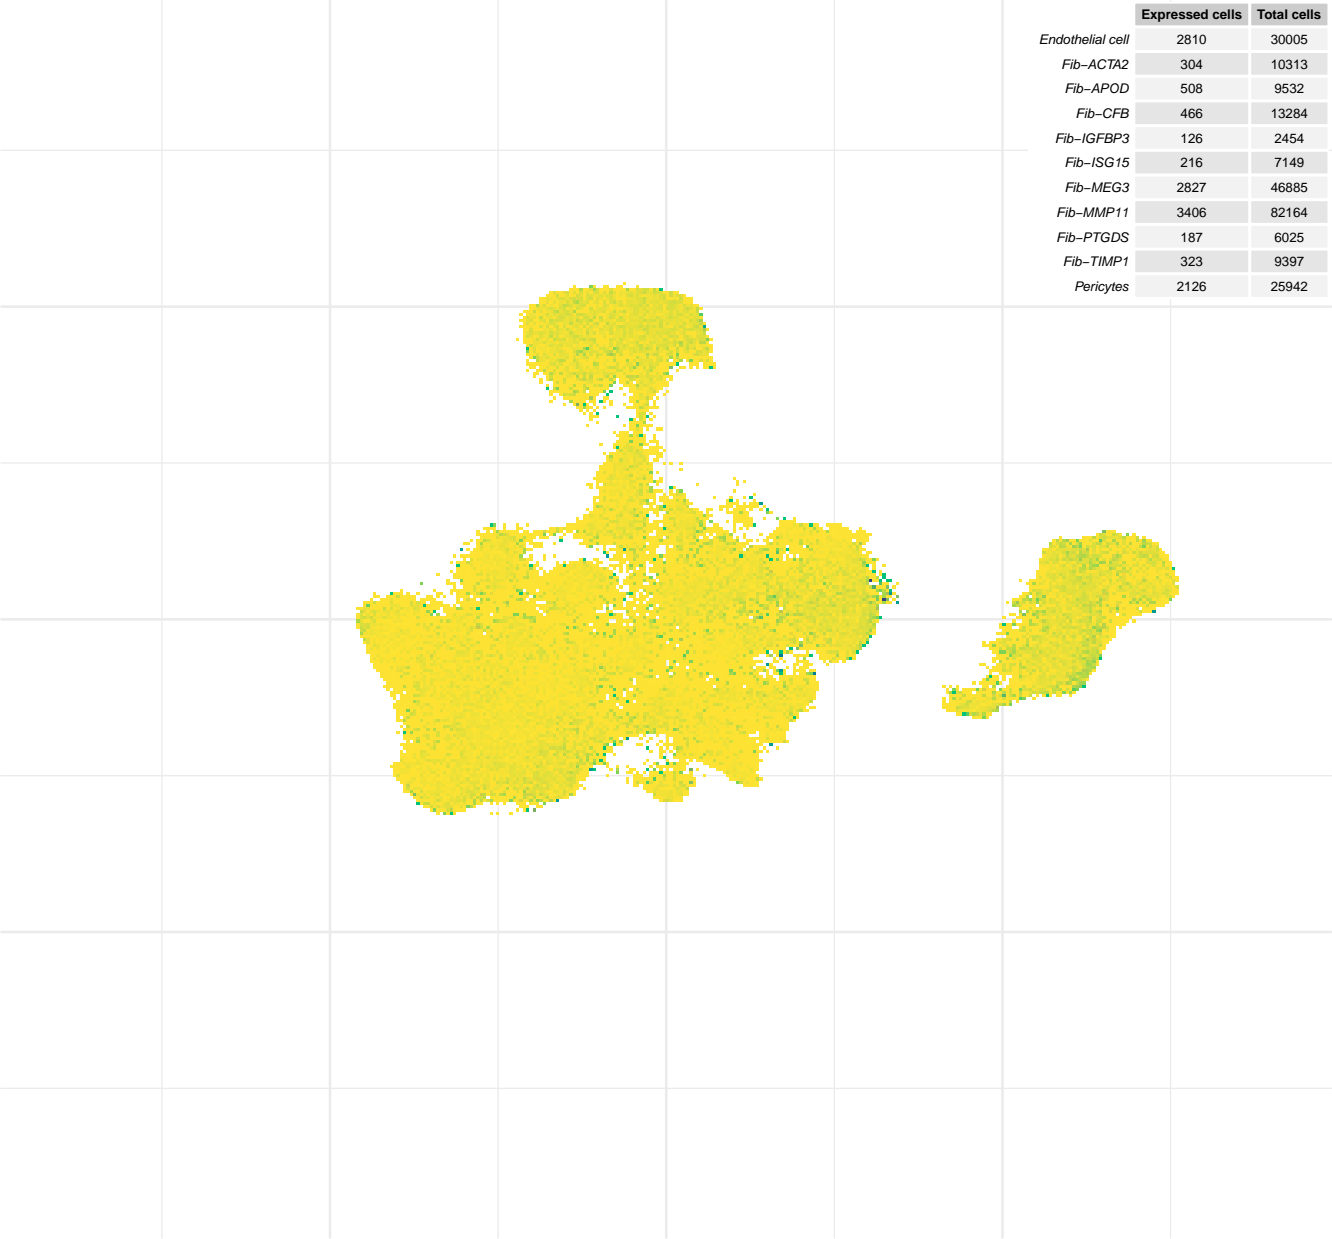 Expressed cells Total cells
Endothelial cell 2810 30005
Fib−ACTA2 304 10313
Fib−APOD 508 9532
Fib−CFB 466 13284
Fib−IGFBP3 126 2454
Fib−ISG15 216 7149
Fib−MEG3 2827 46885
Fib−MMP11 3406 82164
Fib−PTGDS 187 6025
Fib−TIMP1 323 9397
Pericytes 2126 25942